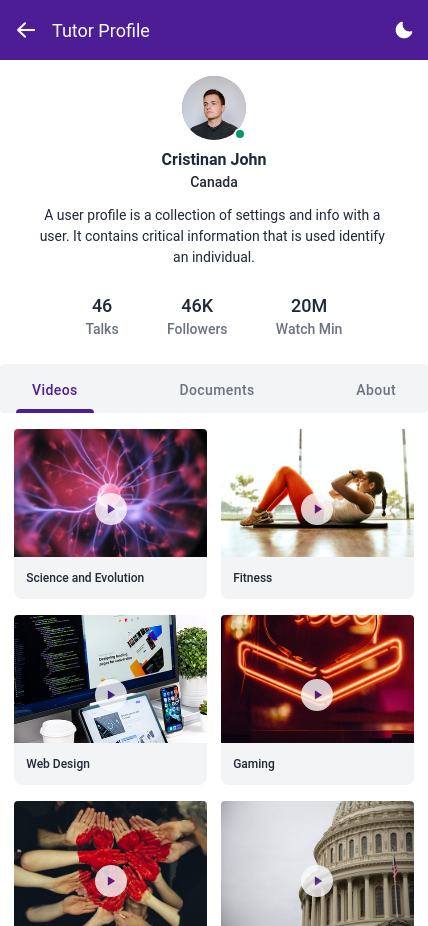 Tutor Profile
Cristinan John
Canada
A user profile is a collection of settings and info with a
user. It contains critical information that is used identify
an individual.
46 46K 20M
Talks Followers Watch Min
Videos Documents About
Science and Evolution Fitness
Web Design Gaming